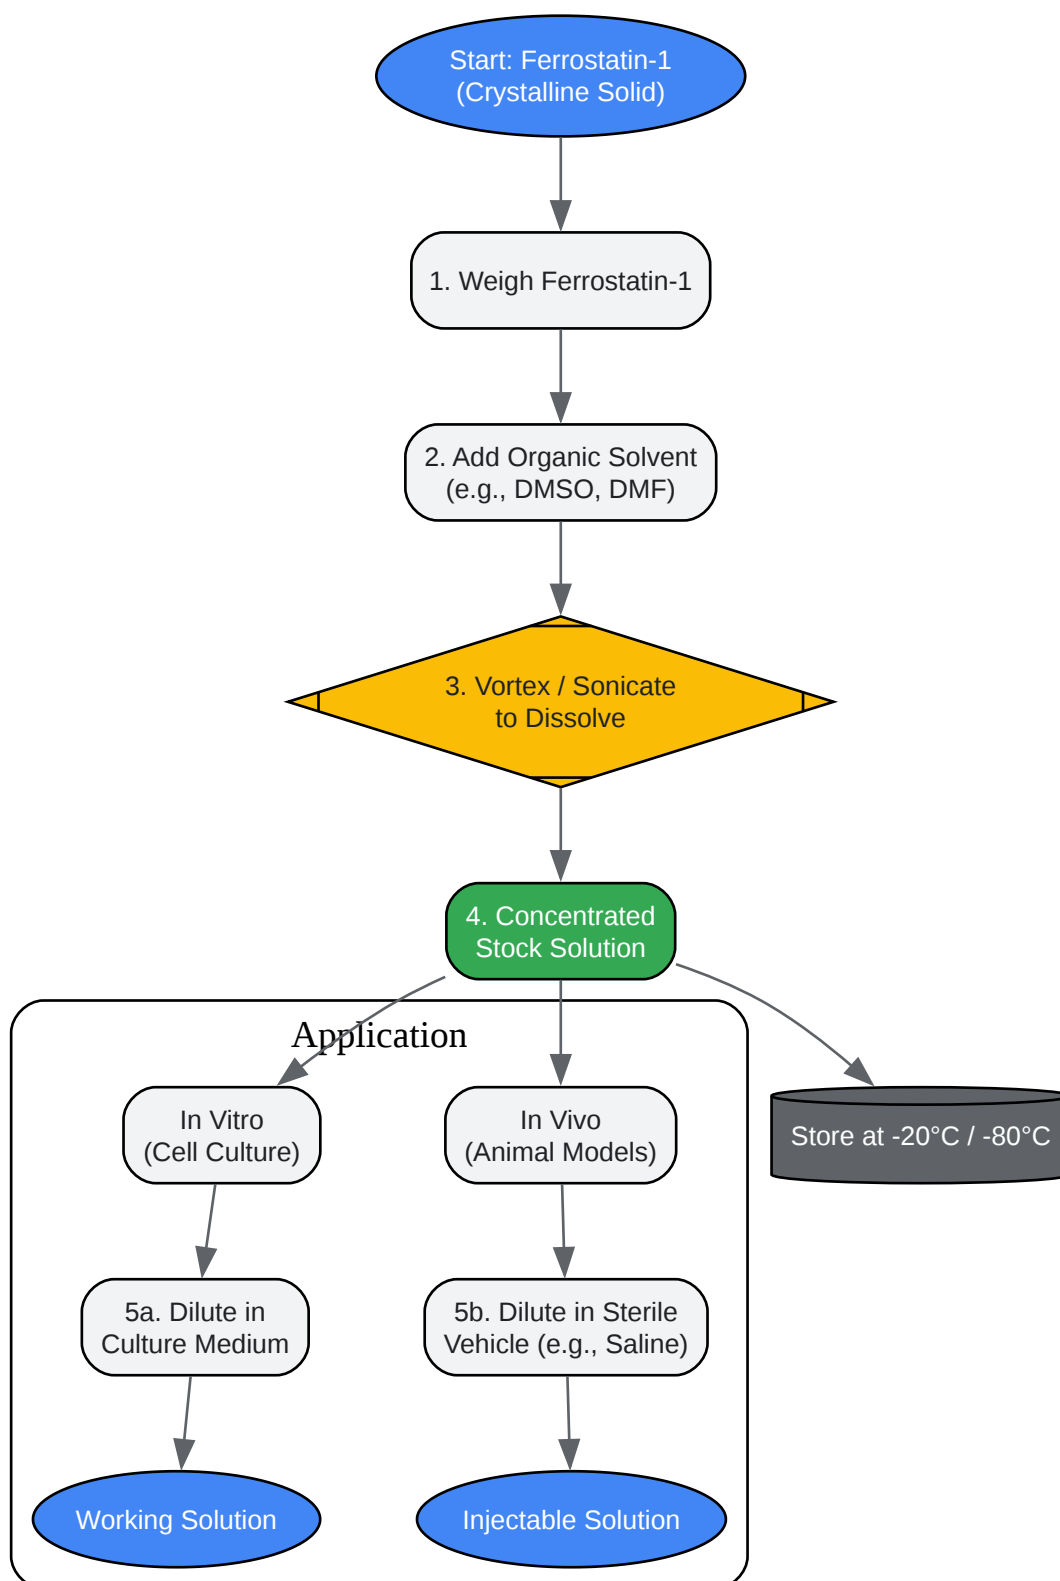 Start: Ferrostatin-1
(Crystalline Solid)
1. Weigh Ferrostatin-1
2. Add Organic Solvent
(e.g., DMSO, DMF)
3. Vortex / Sonicate
to Dissolve
4. Concentrated
Stock Solution
Application
In Vitro
(Cell Culture)
In Vivo
(Animal Models)
Store at -20°C / -80°C
5a. Dilute in
Culture Medium
5b. Dilute in Sterile
Vehicle (e.g., Saline)
Working Solution
Injectable Solution